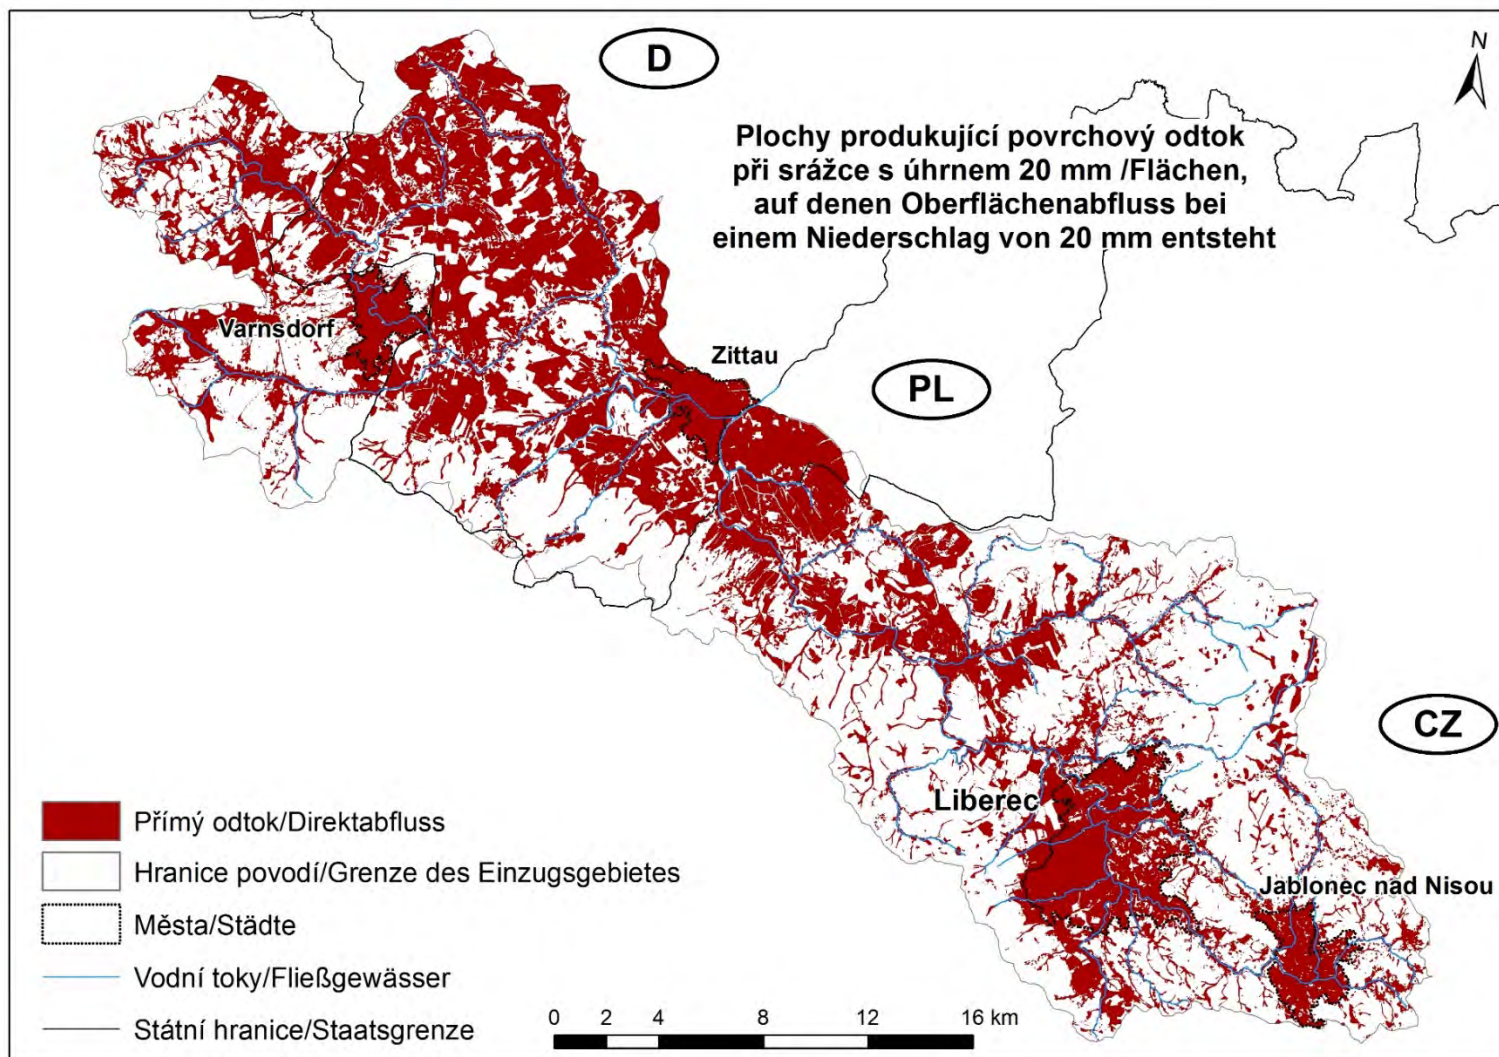 D
N
Plochy produkující povrchový odtok
při srážce s úhrnem 20 mm /Flächen,
auf denen Oberflächenabfluss bei
einem Niederschlag von 20 mm entsteht
Varnsdorf
Zittau
PL
CZ
Liberec
Jablonec nad Nisou
Přímý odtok/Direktabfluss
Hranice povodí/Grenze des Einzugsgebietes
Města/Städte
Vodní toky/Fließgewässer
Státní hranice/Staatsgrenze
0 2 4 8 12 16 km